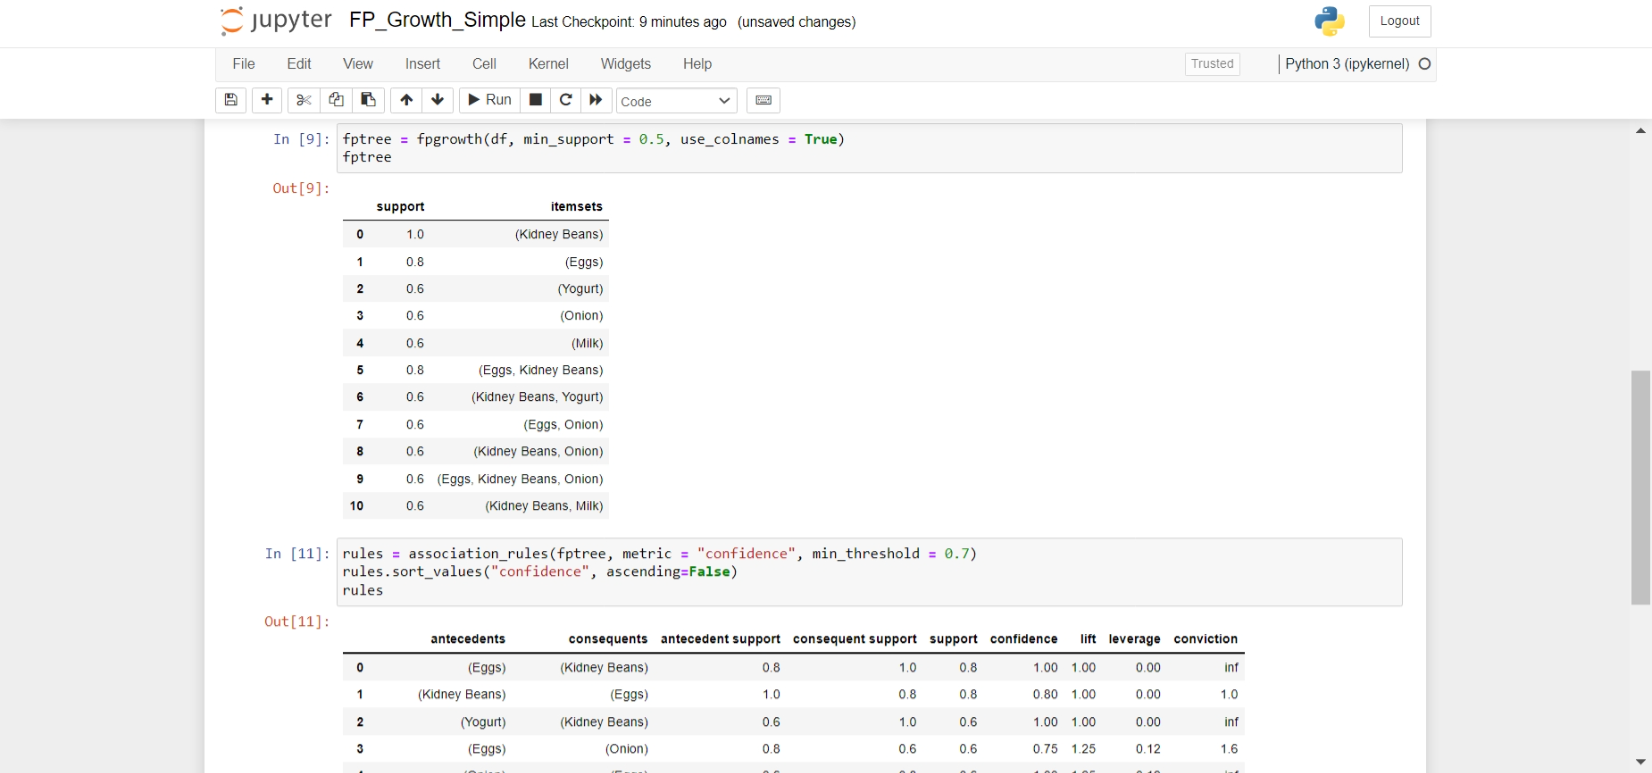 jupyter FP_Growth_Simple Last Checkpoint: 9 minutes ago (unsaved changes) Logout
File Edit View Insert Cell Kernel Widgets Help Trusted Python 3 (ipykernel)
Run Code
In [9]: fptree = fpgrowth(df, min_support = 0.5, use_colnames = True)
fptree
Out[9]:
support itemsets
0 1.0 (Kidney Beans)
1 0.8 (Eggs)
2 0.6 (Yogurt)
3 0.6 (Onion)
4 0.6 (Milk)
5 0.8 (Eggs, Kidney Beans)
6 0.6 (Kidney Beans, Yogurt)
7 0.6 (Eggs, Onion)
8 0.6 (Kidney Beans, Onion)
9 0.6 (Eggs, Kidney Beans, Onion)
10 0.6 (Kidney Beans, Milk)
In [11]: rules = association_rules(fptree, metric = "confidence", min_threshold = 0.7)
rules.sort_values("confidence", ascending=False)
rules
Out[11]:
antecedents consequents antecedent support consequent support support confidence lift leverage conviction
0 (Eggs) (Kidney Beans) 0.8 1.0 0.8 1.00 1.00 0.00 inf
1 (Kidney Beans) (Eggs) 1.0 0.8 0.8 0.80 1.00 0.00 1.0
2 (Yogurt) (Kidney Beans) 0.6 1.0 0.6 1.00 1.00 0.00 inf
3 (Eggs) (Onion) 0.8 0.6 0.6 0.75 1.25 0.12 1.6